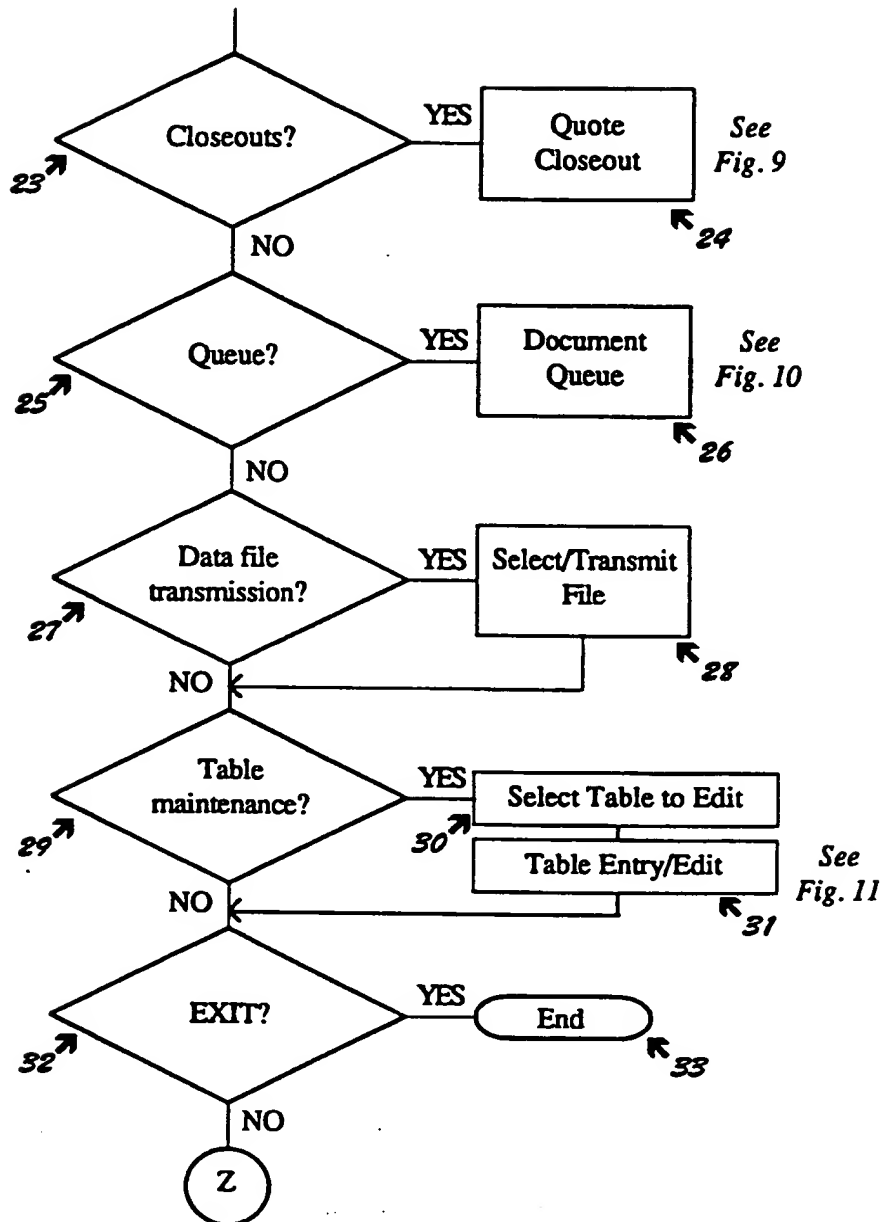 Closeouts?
YES
Quote
Closeout
See
Fig. 9
23
24
NO
Queue?
YES
Document
Queue
See
Fig. 10
25
26
NO
Data file
transmission?
YES
Select/Transmit
File
27
28
NO
Table
maintenance?
YES
Select Table to Edit
29
30
Table Entry/Edit
See
Fig. 11
31
NO
EXIT?
YES
End
32
33
NO
Z